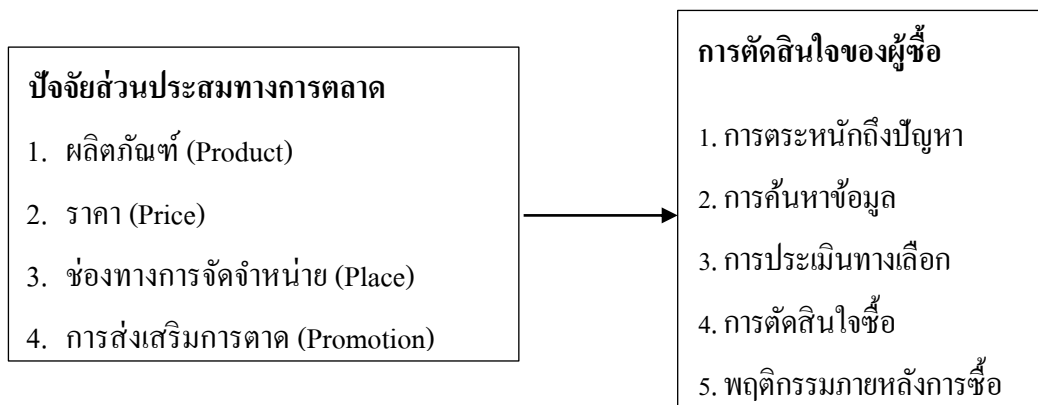 ปัจจัยส่วนประสมทางการตลาด
1. ผลิตภัณฑ์ (Product)
2. ราคา (Price)
3. ช่องทางการจัดจำหน่าย (Place)
4. การส่งเสริมการตาด (Promotion)
การตัดสินใจของผู้ซื้อ
1. การตระหนักถึงปัญหา
2. การค้นหาข้อมูล
3. การประเมินทางเลือก
4. การตัดสินใจซื้อ
5. พฤติกรรมภายหลังการซื้อ